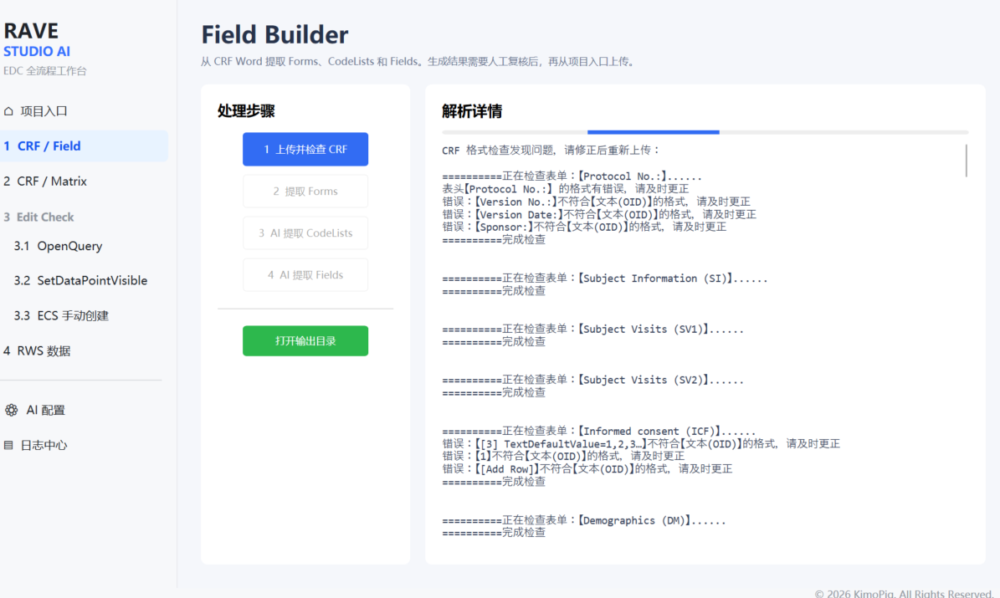 RAVE
STUDIO AI
EDC 全流程工作台
项目入口
1 CRF / Field
2 CRF / Matrix
3 Edit Check
3.1 OpenQuery
3.2 SetDataPointVisible
3.3 ECS 手动创建
4 RWS 数据
AI 配置
日志中心
Field Builder
从 CRF Word 提取 Forms、CodeLists 和 Fields。生成结果需要人工复核后，再从项目入口上传。
处理步骤
1 上传并检查 CRF
2 提取 Forms
3 AI 提取 CodeLists
4 AI 提取 Fields
打开输出目录
解析详情
CRF 格式检查发现问题，请修正后重新上传：
==========正在检查表单：【Protocol No.:】......
表头【Protocol No.:】的格式有错误，请及时更正
错误：【Version No.:】不符合【文本(OID)】的格式，请及时更正
错误：【Version Date:】不符合【文本(OID)】的格式，请及时更正
错误：【Sponsor:】不符合【文本(OID)】的格式，请及时更正
==========完成检查
==========正在检查表单：【Subject Information (SI)】......
==========完成检查
==========正在检查表单：【Subject Visits (SV1)】......
==========完成检查
==========正在检查表单：【Subject Visits (SV2)】......
==========完成检查
==========正在检查表单：【Informed consent (ICF)】......
错误：【[3] TextDefaultValue=1,2,3…】不符合【文本(OID)】的格式，请及时更正
错误：【1】不符合【文本(OID)】的格式，请及时更正
错误：【[Add Row]】不符合【文本(OID)】的格式，请及时更正
==========完成检查
==========正在检查表单：【Demographics (DM)】......
==========完成检查
© 2026 KimoPig. All Rights Reserved.